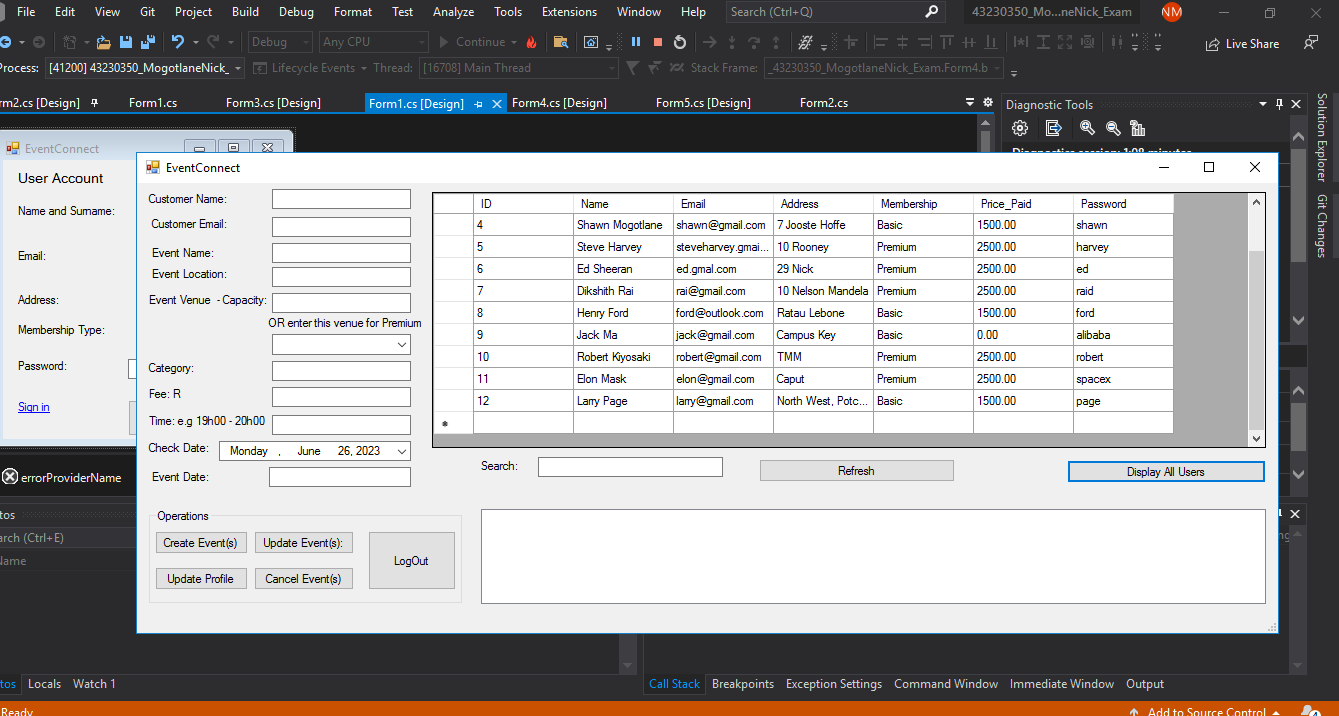 File Edit View Git Project Build Debug Format Test Analyze Tools Extensions Window Help Search (Ctrl+Q) 43230350_Mo...neNick_Exam NM
Debug Any CPU Continue Live Share
Process: [41200] 43230350_MogotlaneNick_ Lifecycle Events Thread: [16708] Main Thread Stack Frame: _43230350_MogotlaneNick_Exam.Form4.b
rm2.cs [Design] Form1.cs Form3.cs [Design] Form1.cs [Design] Form4.cs [Design] Form5.cs [Design] Form2.cs
Diagnostic Tools
Solution Explorer
Git Changes
Diagnostics session: 1:08 minutes
EventConnect
User Account
Name and Surname:
Email:
Address:
Membership Type:
Password:
Sign in
errorProviderName
EventConnect
Customer Name:
Customer Email:
Event Name:
Event Location:
Event Venue - Capacity:
OR enter this venue for Premium
Category:
Fee: R
Time: e.g 19h00 - 20h00
Check Date: Monday , June 26, 2023
Event Date:
ID Name Email Address Membership Price_Paid Password
4 Shawn Mogotlane shawn@gmail.com 7 Jooste Hoffe Basic 1500.00 shawn
5 Steve Harvey steveharvey.gmai... 10 Rooney Premium 2500.00 harvey
6 Ed Sheeran ed.gmal.com 29 Nick Premium 2500.00 ed
7 Dikshith Rai rai@gmail.com 10 Nelson Mandela Premium 2500.00 raid
8 Henry Ford ford@outlook.com Ratau Lebone Basic 1500.00 ford
9 Jack Ma jack@gmail.com Campus Key Basic 0.00 alibaba
10 Robert Kiyosaki robert@gmail.com TMM Premium 2500.00 robert
11 Elon Mask elon@gmail.com Caput Premium 2500.00 spacex
12 Larry Page larry@gmail.com North West, Potc... Basic 1500.00 page
Search: Refresh Display All Users
Operations
Create Event(s) Update Event(s):
LogOut
Update Profile Cancel Event(s)
tos
arch (Ctrl+E)
Name
ng
tos Locals Watch 1
Call Stack Breakpoints Exception Settings Command Window Immediate Window Output
Ready
Add to Source Control